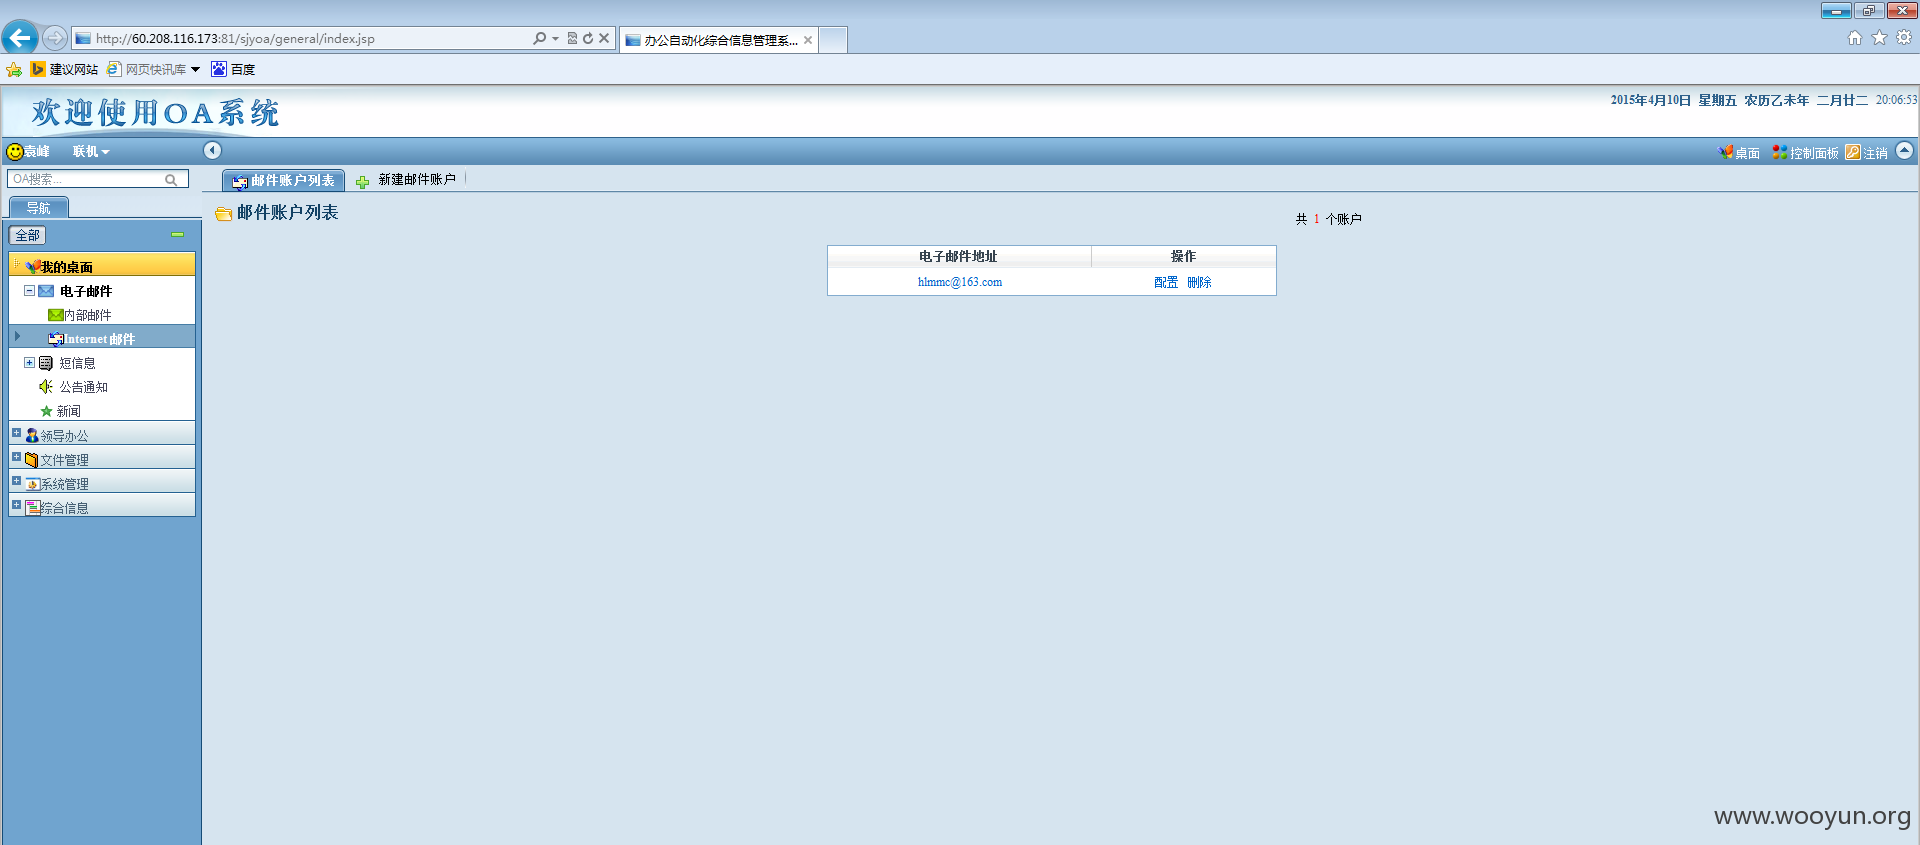 http://60.208.116.173:81/sjyoa/general/index.jsp
办公自动化综合信息管理系...
建议网站 网页快讯库 百度
欢迎使用OA系统
2015年4月10日 星期五 农历乙未年 二月廿二 20:06:53
袁峰 联机
桌面 控制面板 注销
OA搜索...
邮件账户列表 新建邮件账户
导航
邮件账户列表
共 1 个账户
全部
电子邮件地址 操作
hlmmc@163.com 配置 删除
我的桌面
电子邮件
内部邮件
Internet 邮件
短信息
公告通知
新闻
领导办公
文件管理
系统管理
综合信息
www.wooyun.org